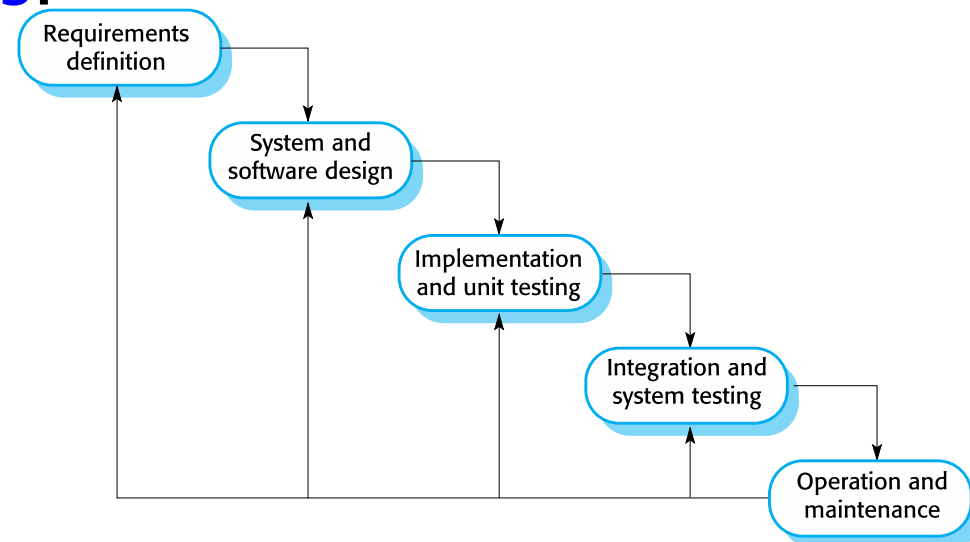 Requirements
definition
System and
software design
Implementation
and unit testing
Integration and
system testing
Operation and
maintenance